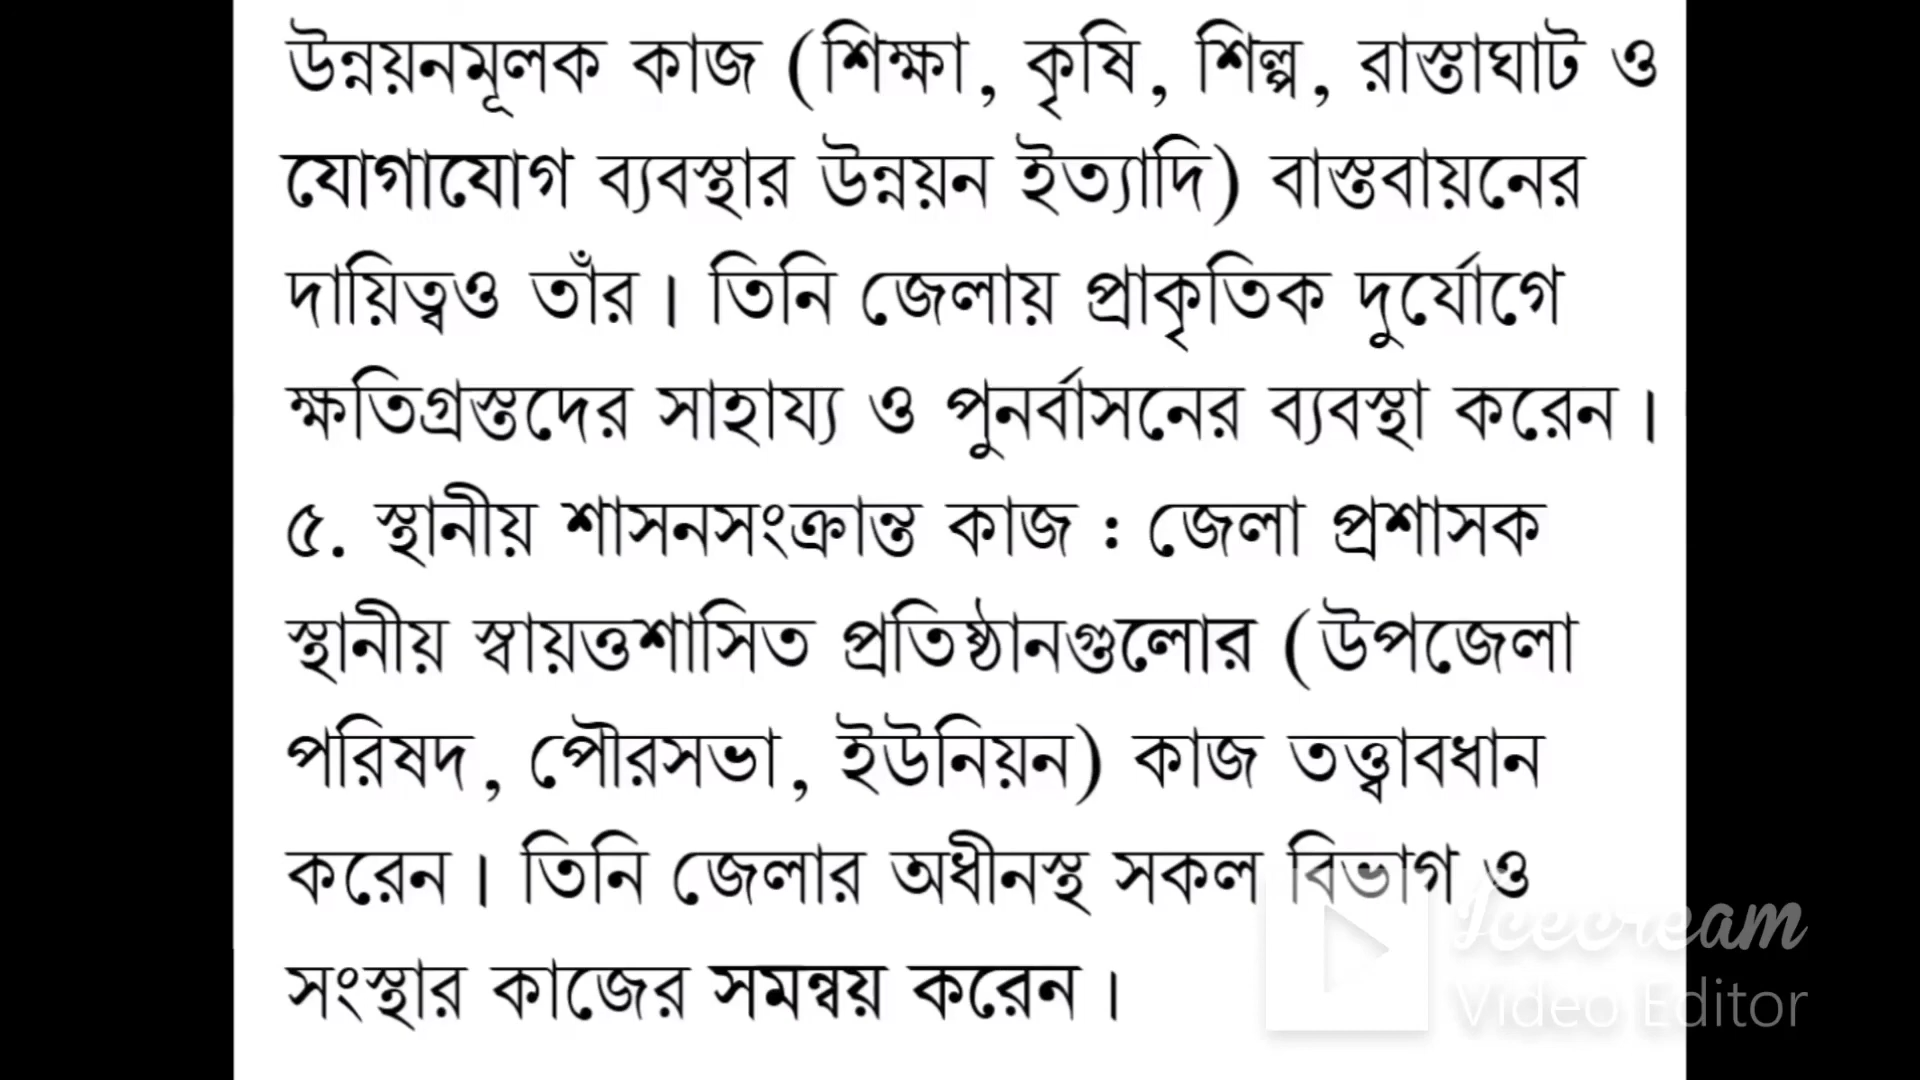 উন্নয়নমূলক কাজ (শিক্ষা, কৃষি, শিল্প, রাস্তাঘাট ও
যোগাযোগ ব্যবস্থার উন্নয়ন ইত্যাদি) বাস্তবায়নের
দায়িত্বও তাঁর। তিনি জেলায় প্রাকৃতিক দুর্যোগে
ক্ষতিগ্রস্তদের সাহায্য ও পুনর্বাসনের ব্যবস্থা করেন।
৫. স্থানীয় শাসনসংক্রান্ত কাজ : জেলা প্রশাসক
স্থানীয় স্বায়ত্তশাসিত প্রতিষ্ঠানগুলোর (উপজেলা
পরিষদ, পৌরসভা, ইউনিয়ন) কাজ তত্ত্বাবধান
করেন। তিনি জেলার অধীনস্থ সকল বিভাগ ও
সংস্থার কাজের সমন্বয় করেন।
Icecream
Video Editor